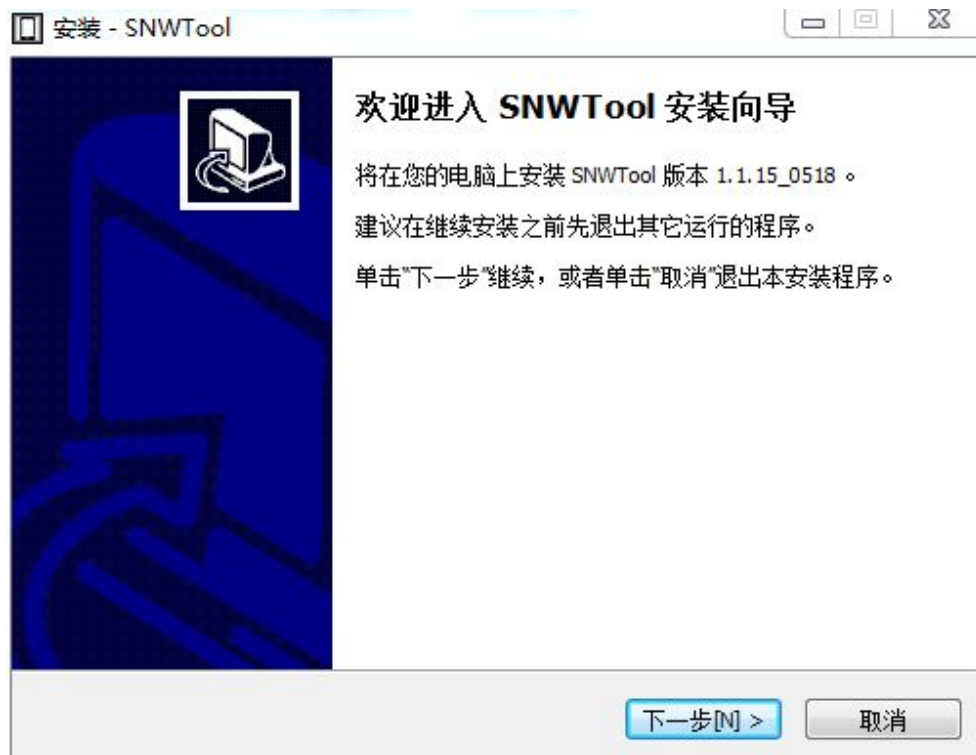 安装 - SNWTool
欢迎进入 SNWTool 安装向导
将在您的电脑上安装 SNWTool 版本 1.1.15_0518 。
建议在继续安装之前先退出其它运行的程序。
单击"下一步"继续，或者单击"取消"退出本安装程序。
下一步[N] >
取消